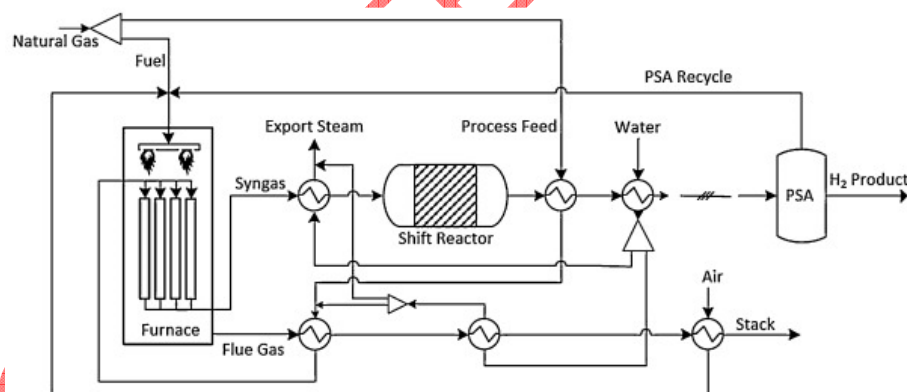 Natural Gas
Fuel
PSA Recycle
Export Steam
Process Feed
Water
Syngas
Shift Reactor
PSA
H₂ Product
Air
Furnace
Flue Gas
Stack